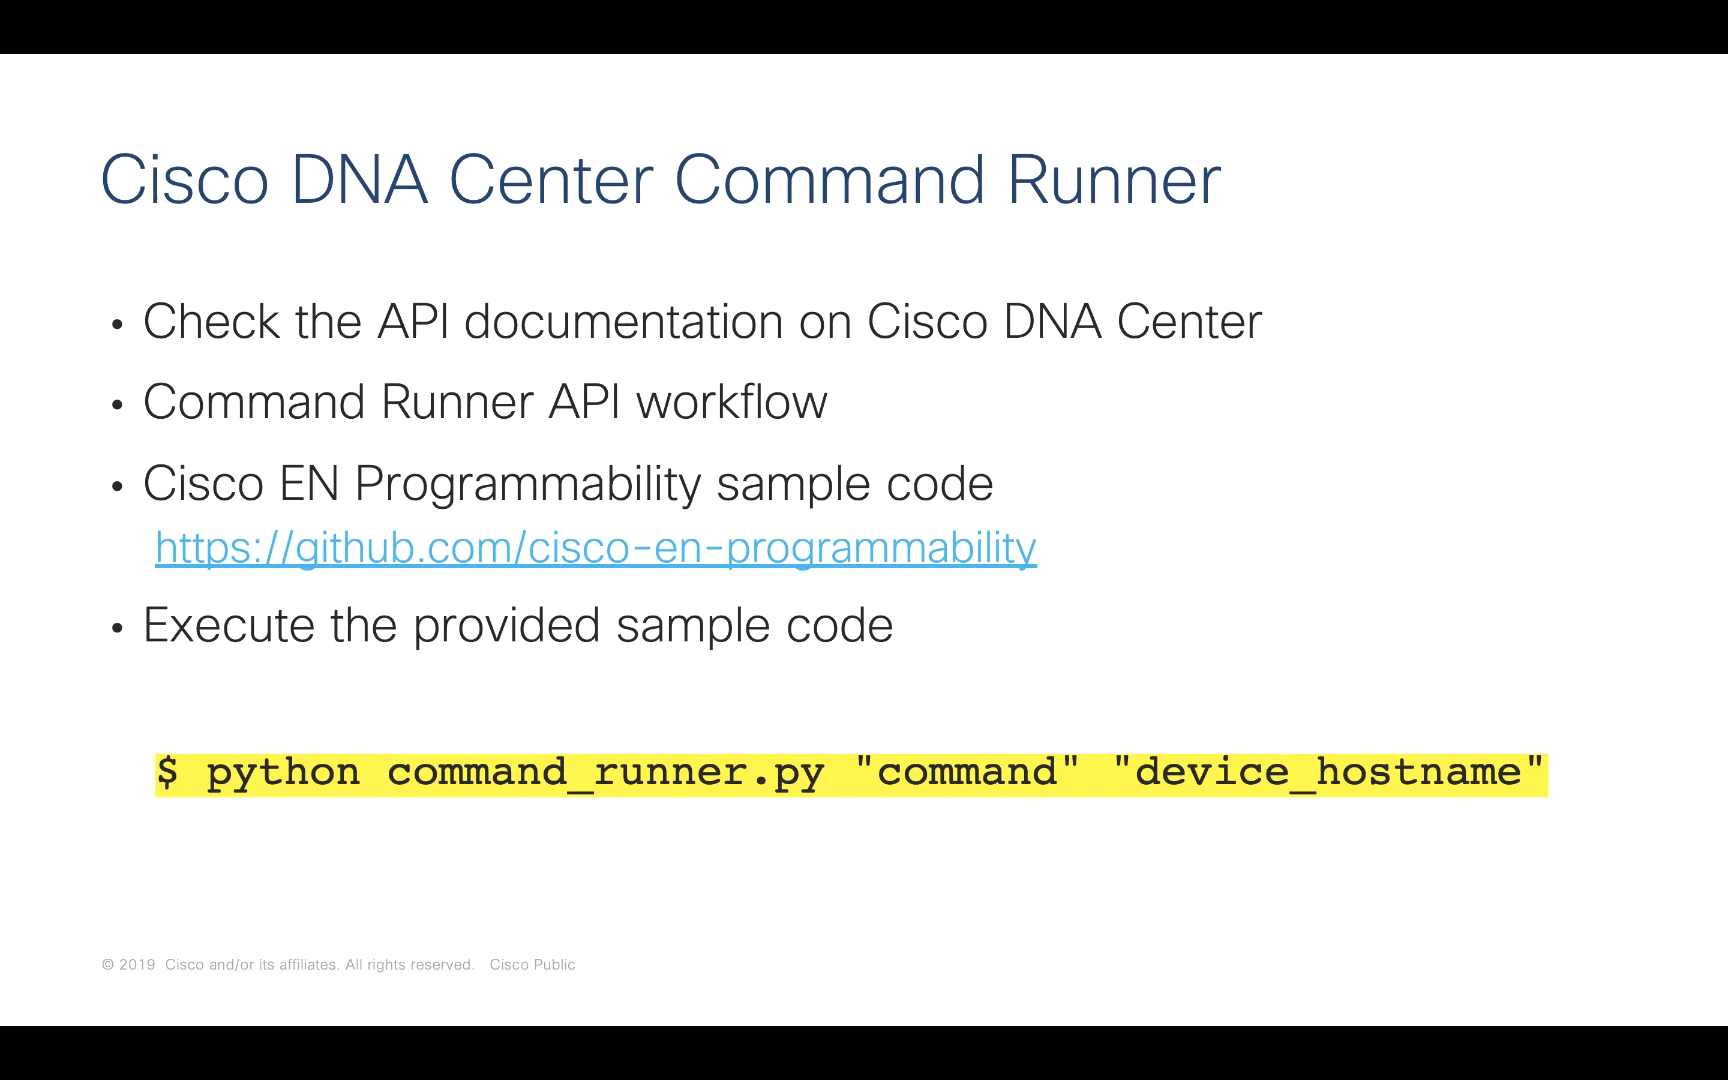 Cisco DNA Center Command Runner
• Check the API documentation on Cisco DNA Center
• Command Runner API workflow
• Cisco EN Programmability sample code
https://github.com/cisco-en-programmability
• Execute the provided sample code
$ python command_runner.py "command" "device_hostname"
© 2019 Cisco and/or its affiliates. All rights reserved. Cisco Public